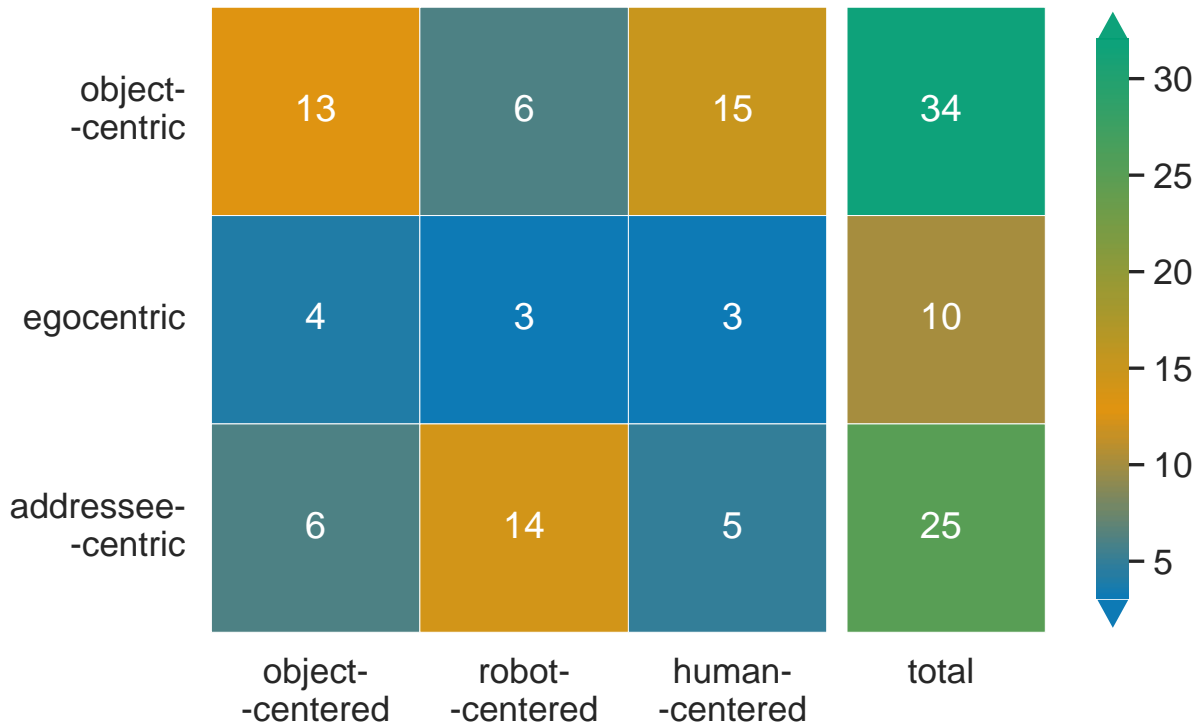 object-
-centric
13
6
15
34
egocentric
4
3
3
10
addressee-
-centric
6
14
5
25
object-
-centered
robot-
-centered
human-
-centered
total
30
25
20
15
10
5